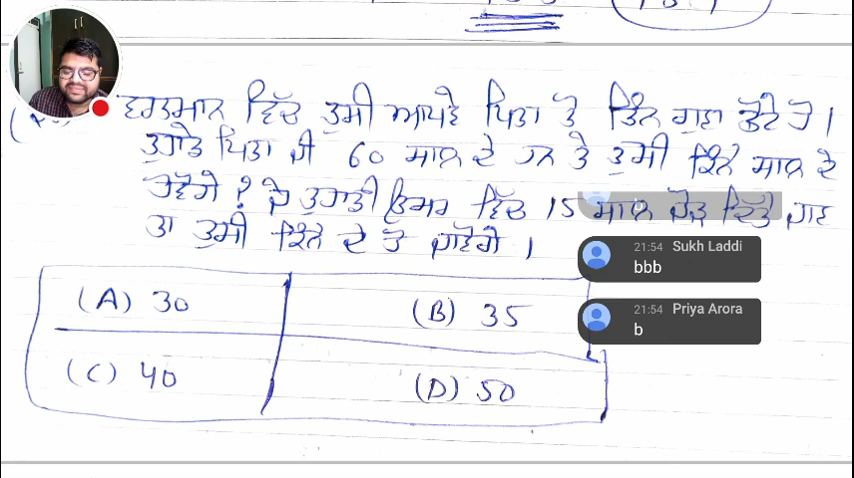 ਵਰਤਮਾਨ ਵਿੱਚ ਤੁਸੀ ਆਪਣੇ ਪਿਤਾ ਤੋ ਤਿੰਨ ਗੁਣਾ ਛੋਟੇ ਹੋ ।
ਤੁਹਾਡੇ ਪਿਤਾ ਜੀ 60 ਸਾਲ ਦੇ ਹਨ ਤੇ ਤੁਸੀ ਕਿੰਨੇ ਸਾਲ ਦੇ
ਹੋਵੋਗੇ ? ਜੇ ਤੁਹਾਡੀ ਉਮਰ ਵਿੱਚ 15 ਸਾਲ ਜੋੜ ਦਿੱਤੇ ਜਾਣ
ਤਾ ਤੁਸੀ ਕਿੰਨੇ ਦੇ ਹੋ ਜਾਵੋਗੇ ।
21:54 Sukh Laddi
bbb
(A) 30
(B) 35
21:54 Priya Arora
b
(C) 40
(D) 50